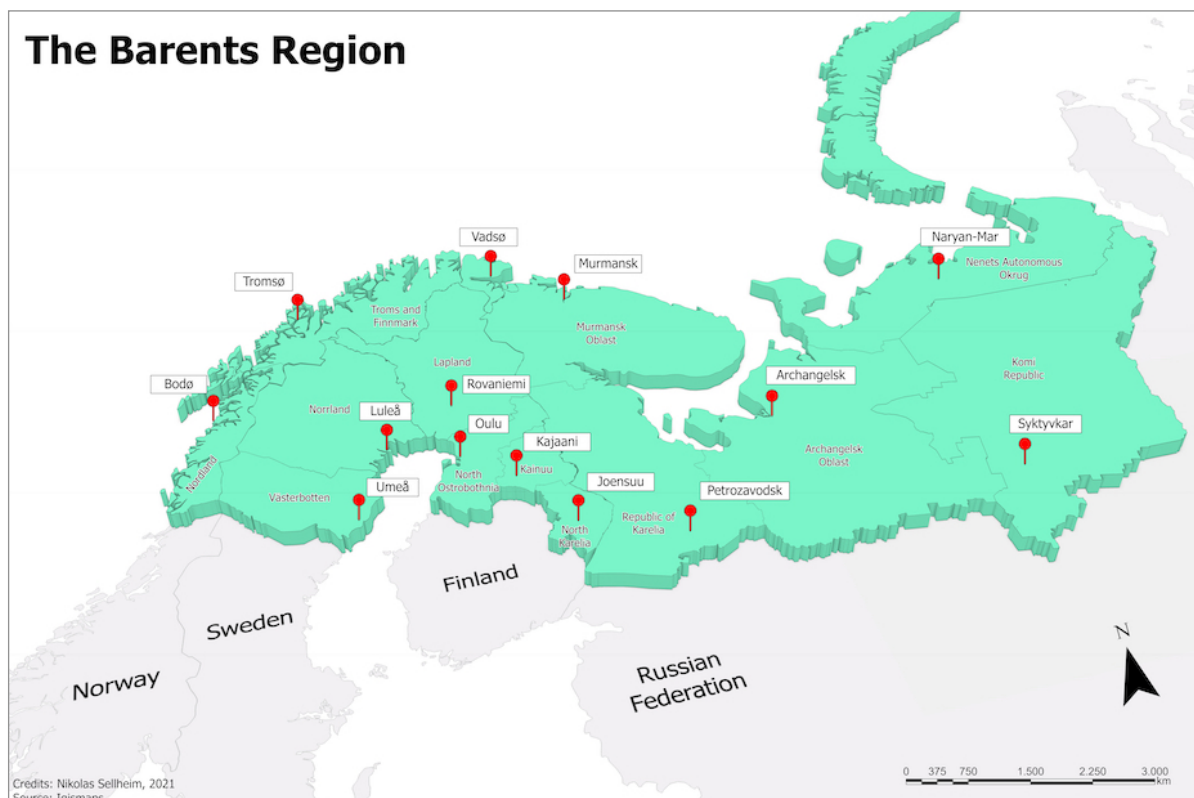 The Barents Region
Vadsø
Naryan-Mar
Murmansk
Nenets Autonomous
Okrug
Tromsø
Troms and
Finnmark
Murmansk
Oblast
Lapland
Komi
Republic
Bodø
Rovaniemi
Archangelsk
Norrland
Luleå
Oulu
Kajaani
Syktyvkar
Archangelsk
Oblast
Nordland
Kainuu
North
Ostrobothnia
Västerbotten
Umeå
Joensuu
Petrozavodsk
North
Karelia
Republic of
Karelia
Finland
Sweden
Norway
Russian
Federation
N
0 375 750 1.500 2.250 3.000
km
Credits: Nikolas Sellheim, 2021